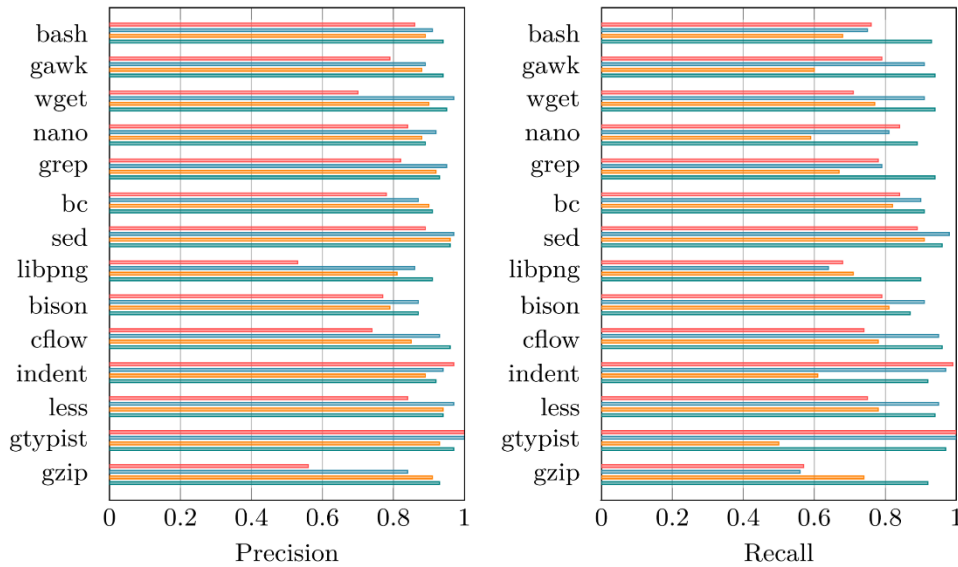 bash
gawk
wget
nano
grep
bc
sed
libpng
bison
cflow
indent
less
gtypist
gzip
0 0.2 0.4 0.6 0.8 1
Precision
bash
gawk
wget
nano
grep
bc
sed
libpng
bison
cflow
indent
less
gtypist
gzip
0 0.2 0.4 0.6 0.8 1
Recall